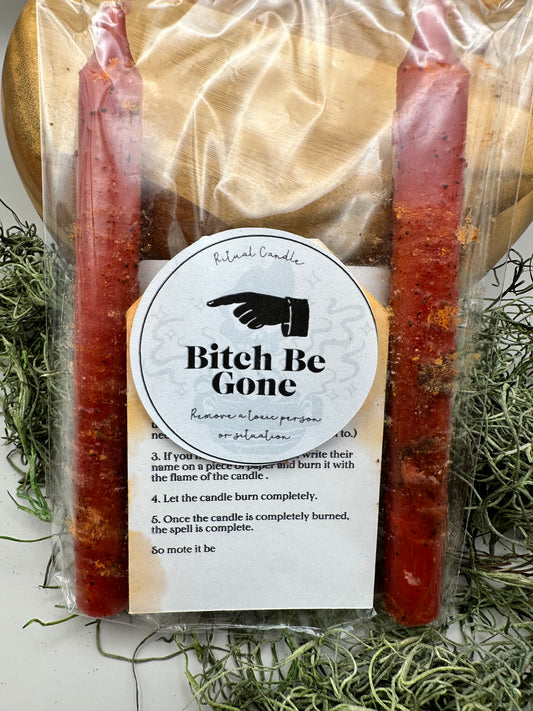 Ritual Candle
Bitch Be
Gone
Remove a toxic person
or situation
to.)
3. If you write their
name on a piece of paper and burn it with
the flame of the candle .
4. Let the candle burn completely.
5. Once the candle is completely burned,
the spell is complete.
So mote it be